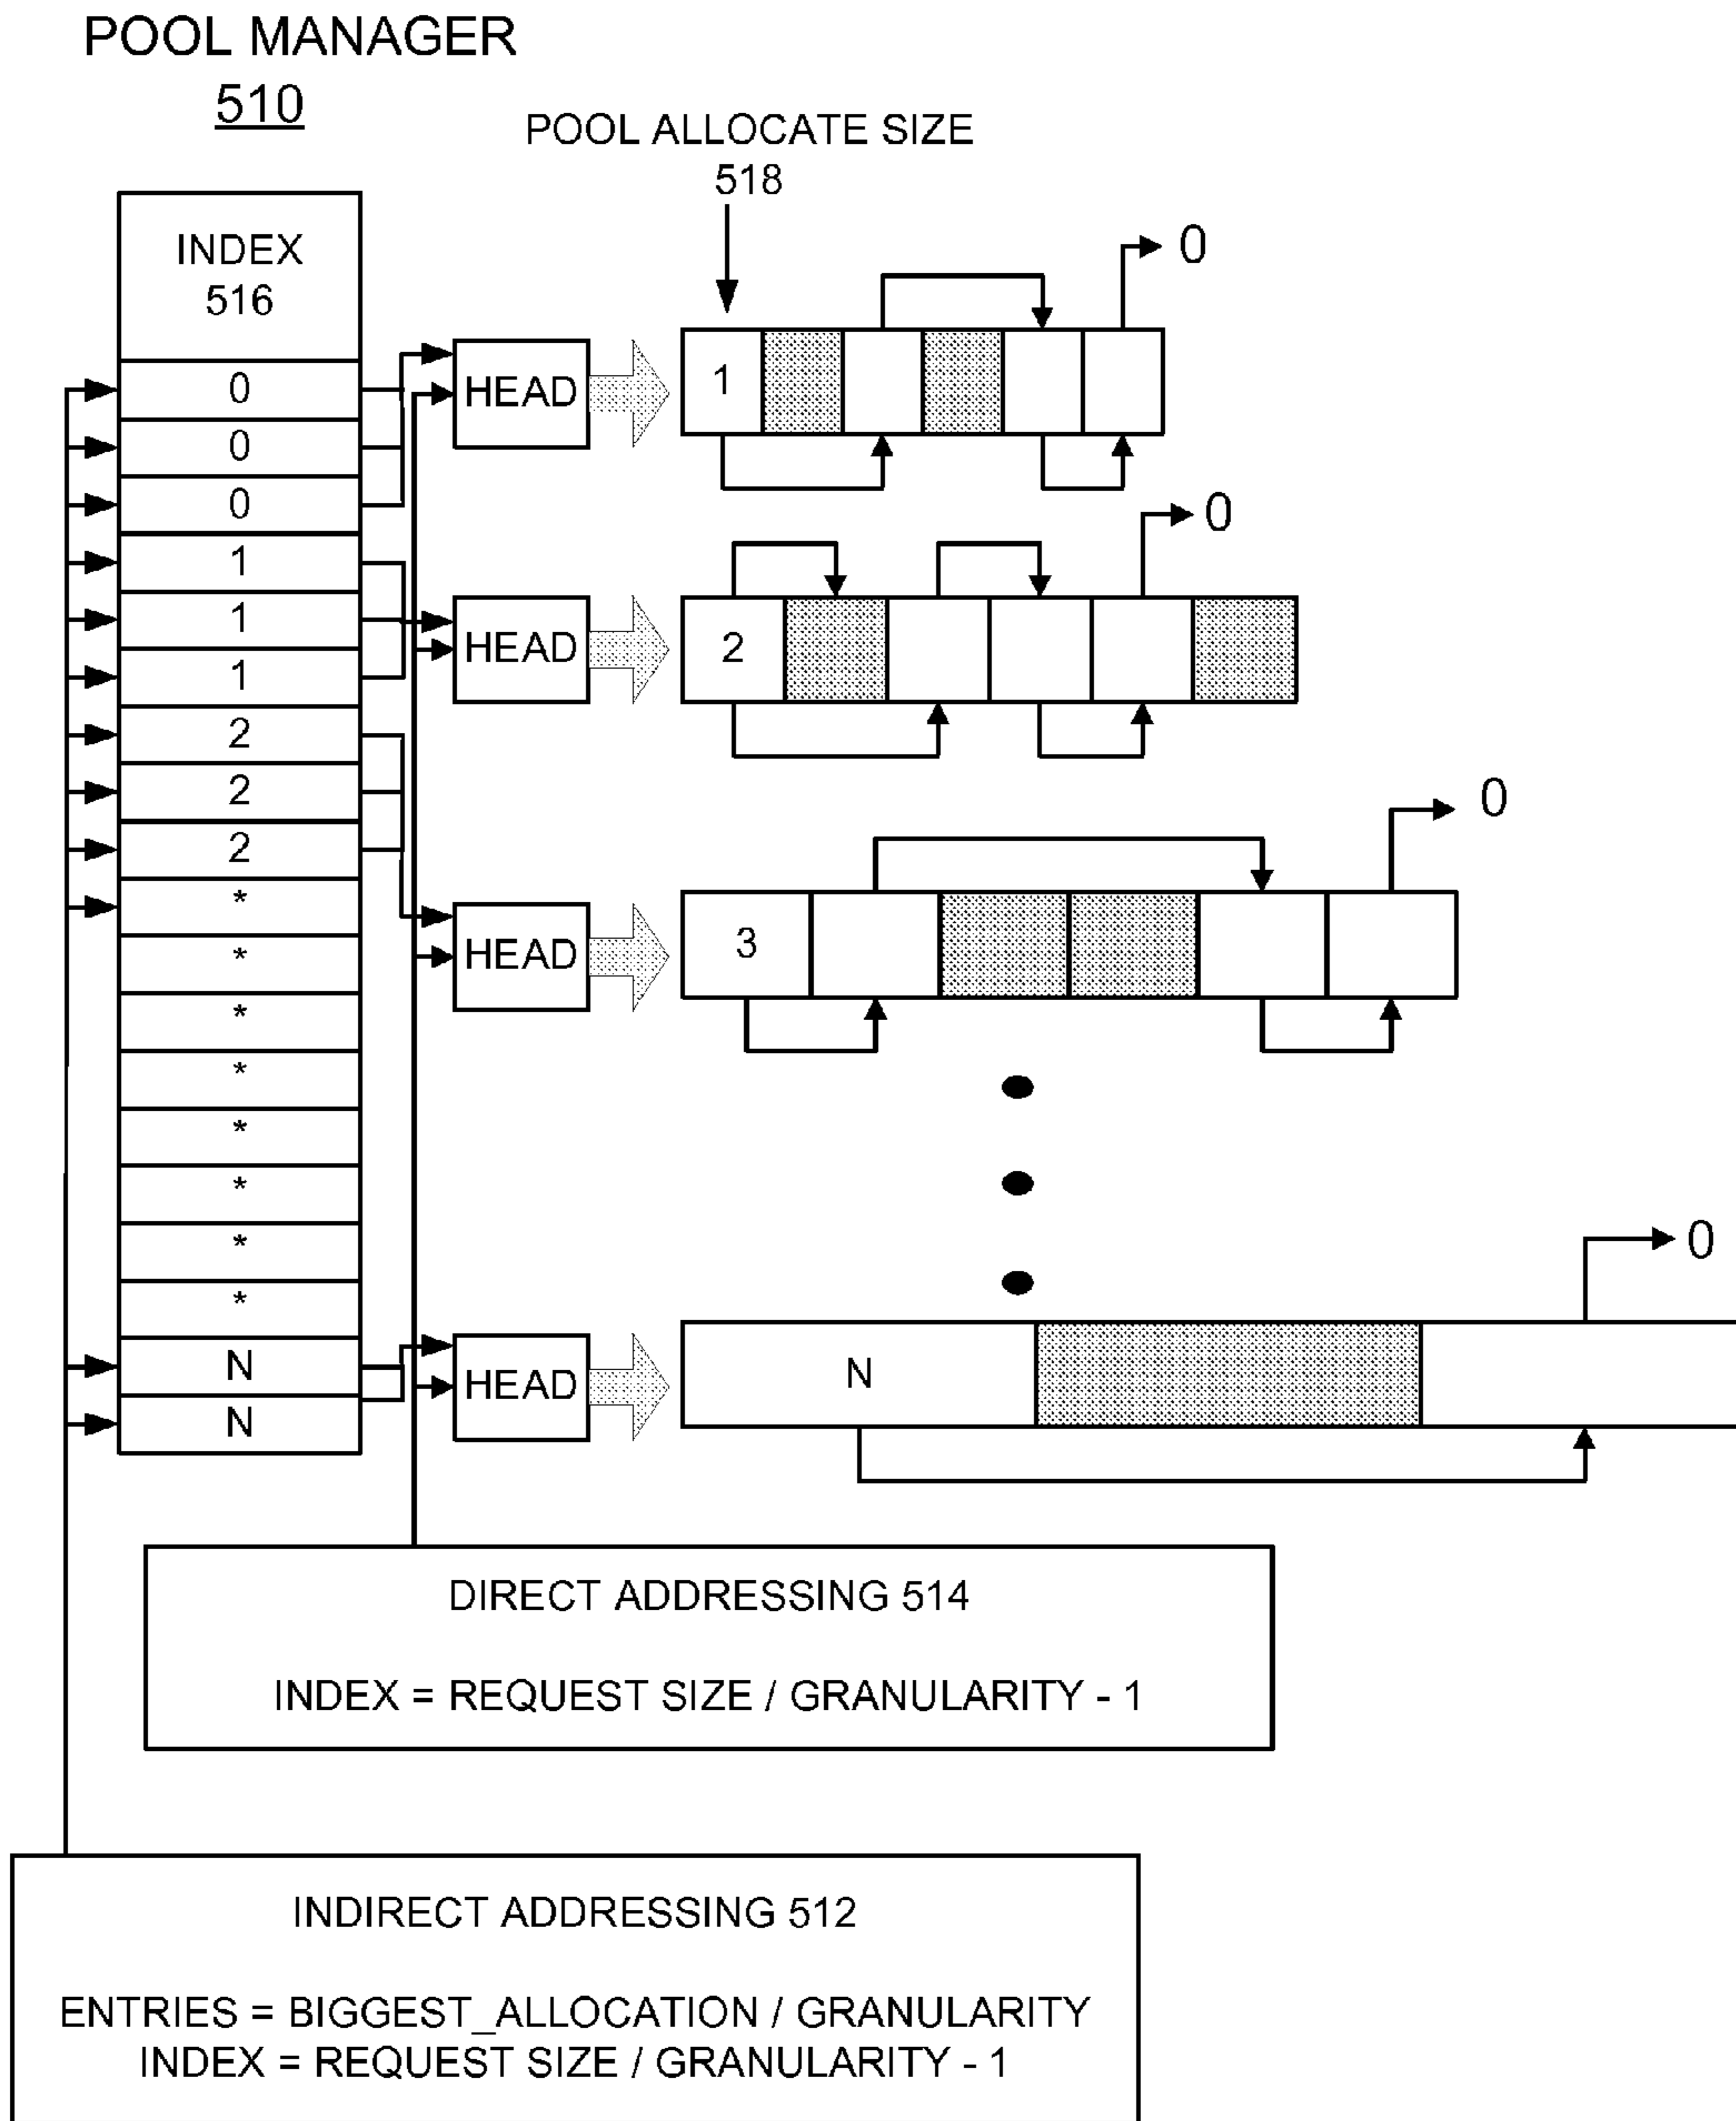 POOL MANAGER
510
POOL ALLOCATE SIZE
518
INDEX
516
0
0
0
1
1
1
2
2
2
*
*
*
*
*
*
*
*
N
N
HEAD
1
0
HEAD
2
0
HEAD
3
0
HEAD
N
0
DIRECT ADDRESSING 514
INDEX = REQUEST SIZE / GRANULARITY - 1
INDIRECT ADDRESSING 512
ENTRIES = BIGGEST_ALLOCATION / GRANULARITY
INDEX = REQUEST SIZE / GRANULARITY - 1